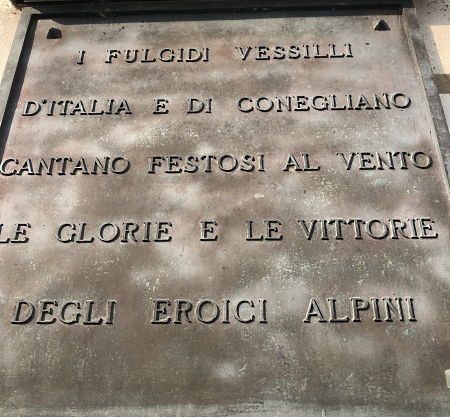 I FULGIDI VESSILLI
D'ITALIA E DI CONEGLIANO
CANTANO FESTOSI AL VENTO
LE GLORIE E LE VITTORIE
DEGLI EROICI ALPINI